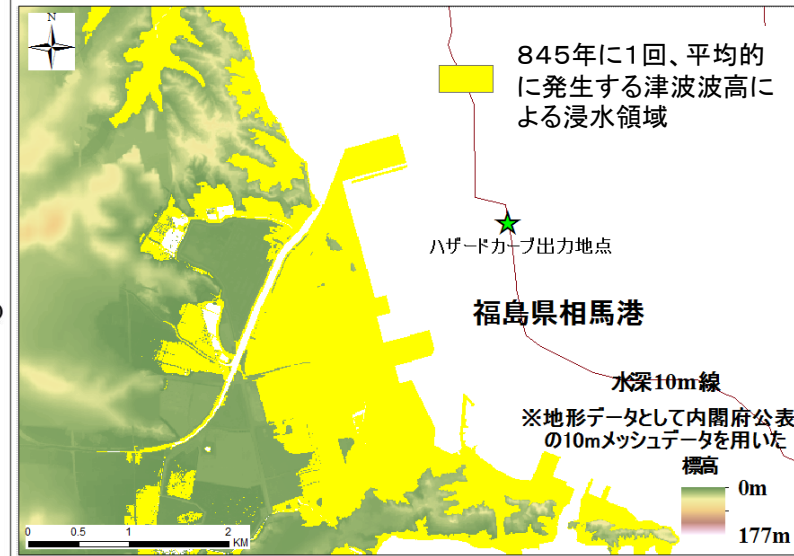 N
845年に1回、平均的
に発生する津波波高に
よる浸水領域
ハザードカーブ出力地点
福島県相馬港
水深10m線
※地形データとして内閣府公表
の10mメッシュデータを用いた
標高
0m
177m
0 0.5 1 2
KM